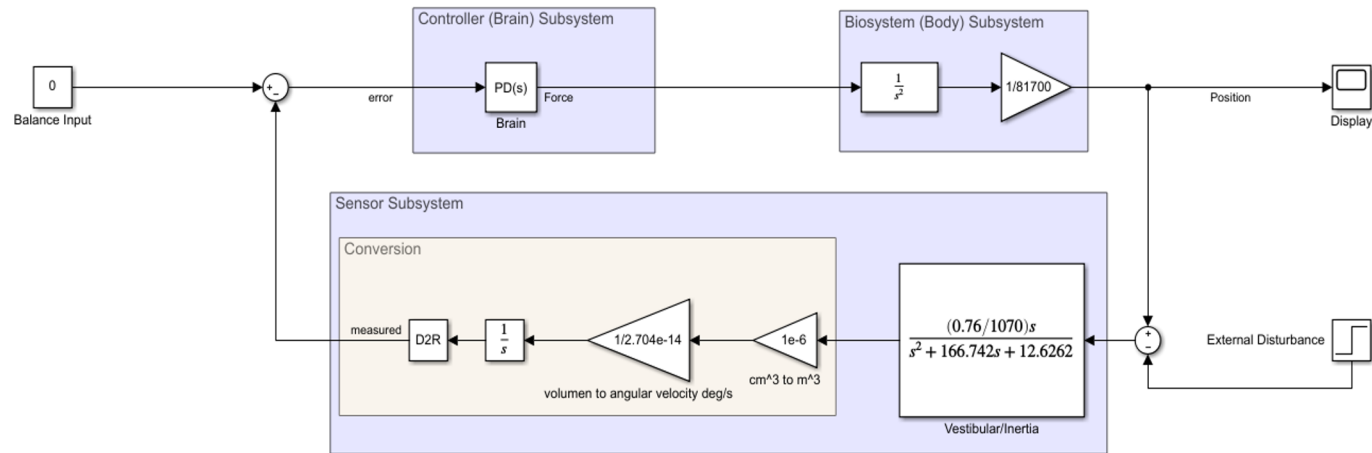 Controller (Brain) Subsystem
Biosystem (Body) Subsystem
0
Balance Input
+
−
error
PD(s)
Brain
Force
1
s²
1/81700
Position
Display
Sensor Subsystem
Conversion
measured
D2R
1
s
1/2.704e-14
volumen to angular velocity deg/s
1e-6
cm^3 to m^3
(0.76/1070)s
s² + 166.742s + 12.6262
Vestibular/Inertia
+
−
External Disturbance